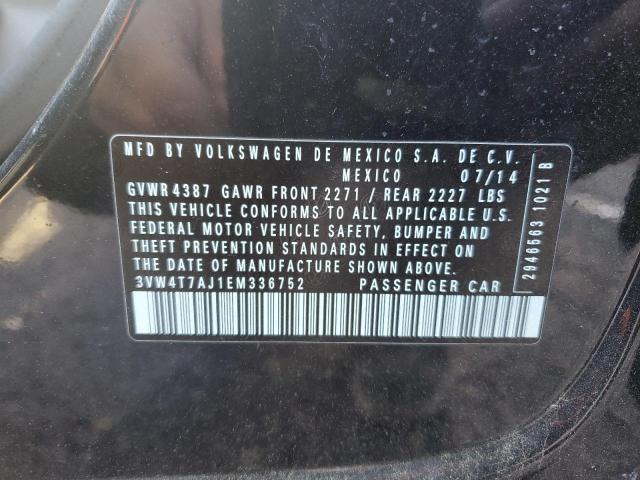 MFD BY VOLKSWAGEN DE MEXICO S.A. DE C.V.
MEXICO 07/14
GVWR 4387 GAWR FRONT 2271 / REAR 2227 LBS
THIS VEHICLE CONFORMS TO ALL APPLICABLE U.S.
FEDERAL MOTOR VEHICLE SAFETY, BUMPER AND
THEFT PREVENTION STANDARDS IN EFFECT ON
THE DATE OF MANUFACTURE SHOWN ABOVE.
3VW4T7AJ1EM336752 PASSENGER CAR
2946563 1021 B